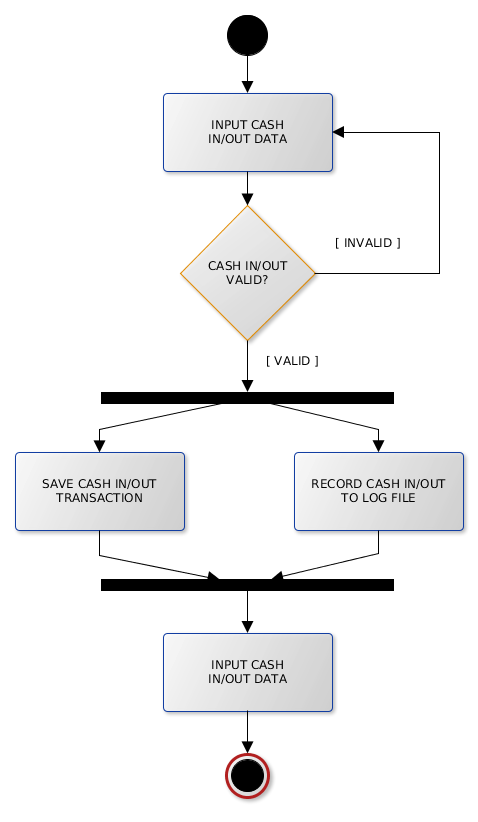 INPUT CASH
IN/OUT DATA
CASH IN/OUT
VALID?
[ INVALID ]
[ VALID ]
SAVE CASH IN/OUT
TRANSACTION
RECORD CASH IN/OUT
TO LOG FILE
INPUT CASH
IN/OUT DATA